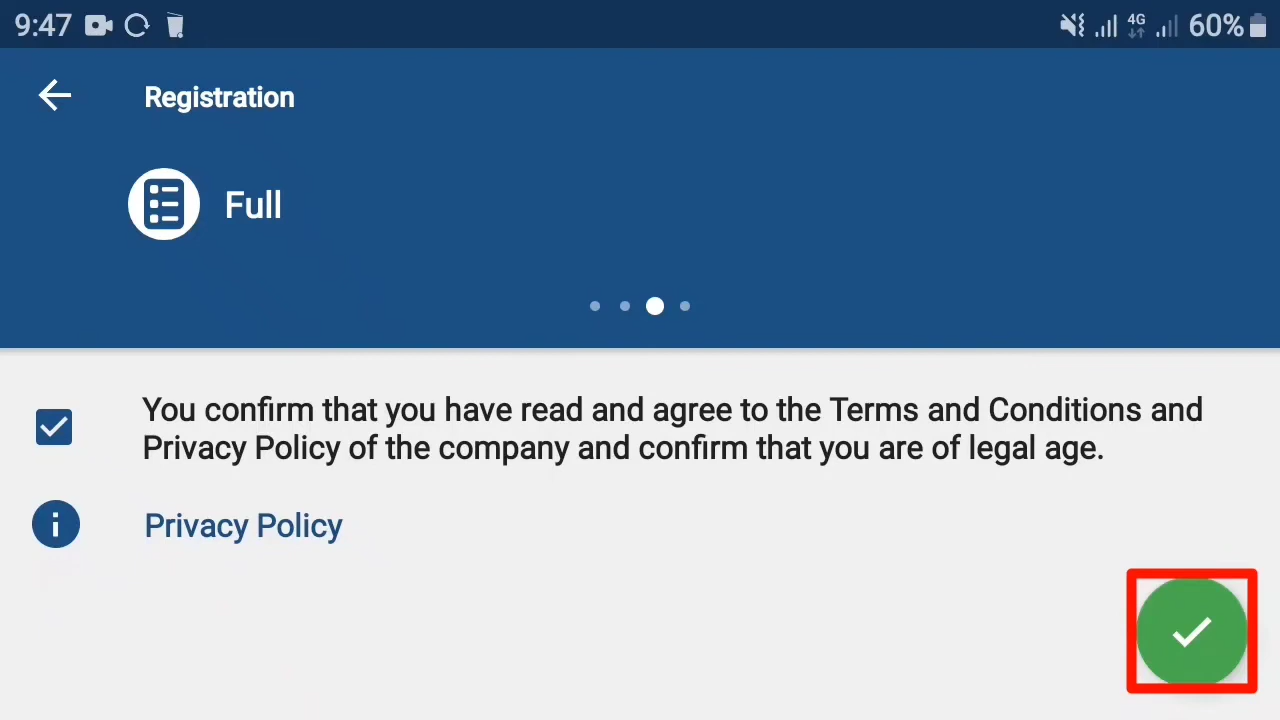 9:47
4G
60%
Registration
Full
You confirm that you have read and agree to the Terms and Conditions and
Privacy Policy of the company and confirm that you are of legal age.
Privacy Policy